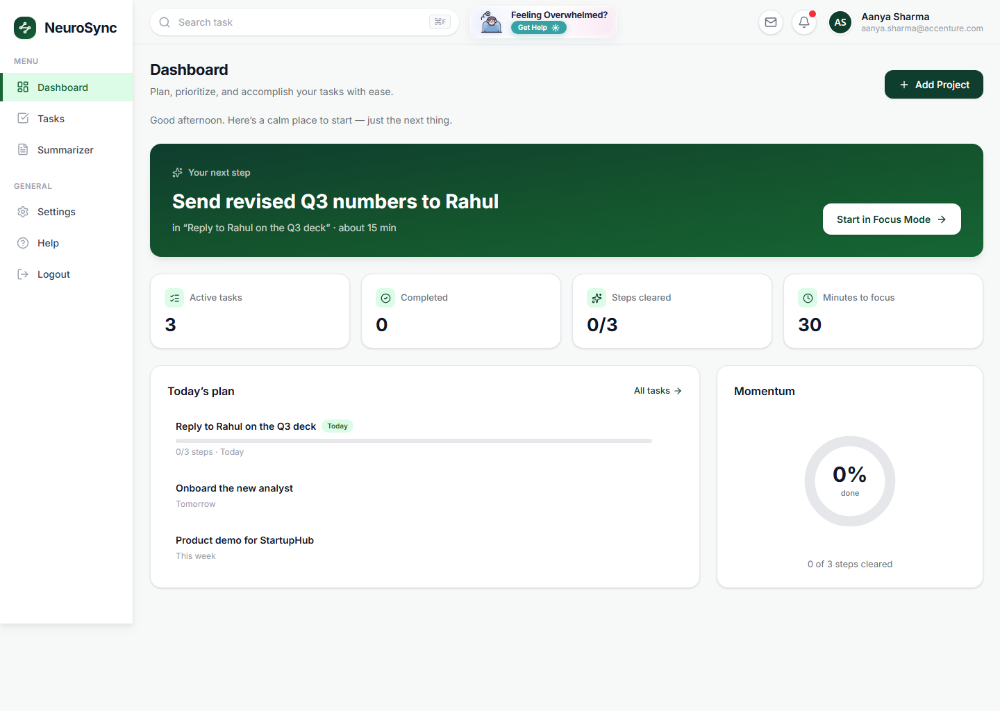 NeuroSync
MENU
Dashboard
Tasks
Summarizer
GENERAL
Settings
Help
Logout
Search task
⌘F
Feeling Overwhelmed?
Get Help
AS
Aanya Sharma
aanya.sharma@accenture.com
Dashboard
Plan, prioritize, and accomplish your tasks with ease.
Add Project
Good afternoon. Here’s a calm place to start — just the next thing.
Your next step
Send revised Q3 numbers to Rahul
in “Reply to Rahul on the Q3 deck” · about 15 min
Start in Focus Mode
Active tasks
3
Completed
0
Steps cleared
0/3
Minutes to focus
30
Today’s plan
All tasks
Reply to Rahul on the Q3 deck Today
0/3 steps · Today
Onboard the new analyst
Tomorrow
Product demo for StartupHub
This week
Momentum
0%
done
0 of 3 steps cleared